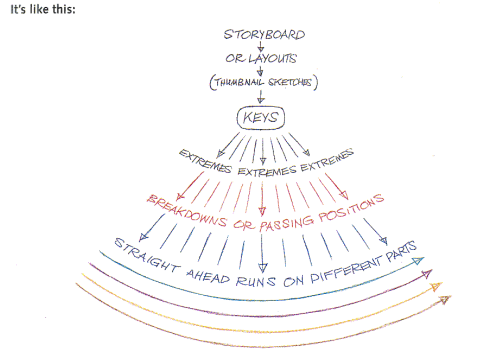 It's like this:
STORYBOARD
OR LAYOUTS
(THUMBNAIL SKETCHES)
KEYS
EXTREMES EXTREMES EXTREMES
BREAKDOWNS OR PASSING POSITIONS
STRAIGHT AHEAD RUNS ON DIFFERENT PARTS